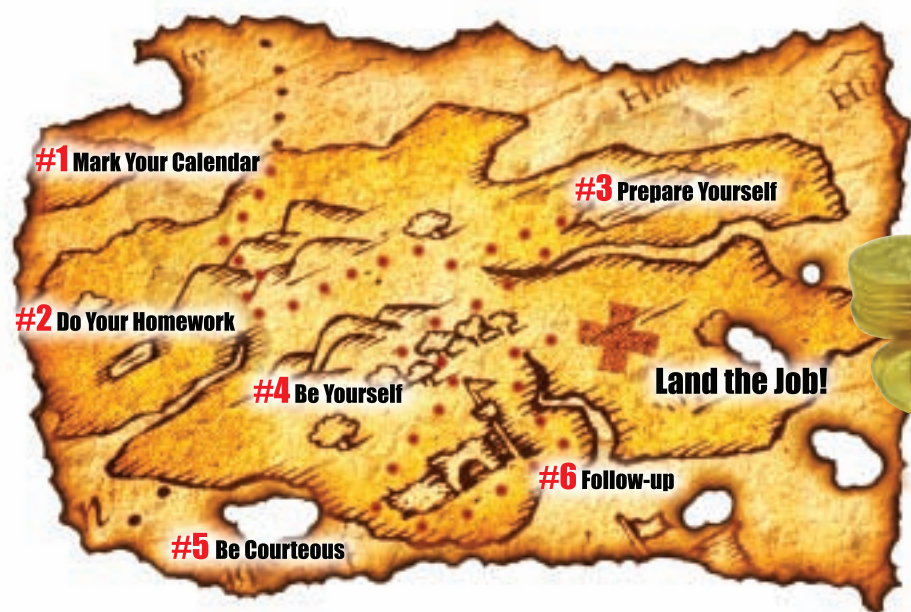 #1 Mark Your Calendar
#3 Prepare Yourself
#2 Do Your Homework
#4 Be Yourself
Land the Job!
#6 Follow-up
#5 Be Courteous